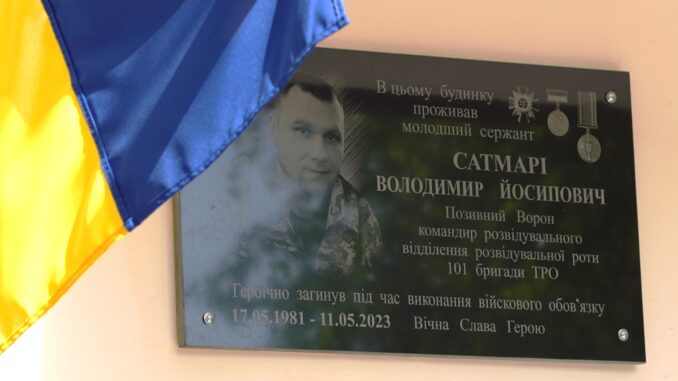 В цьому будинку
проживав
молодший сержант
САТМАРІ
ВОЛОДИМИР ЙОСИПОВИЧ
Позивний Ворон
командир розвідувального
відділення розвідувальної роти
101 бригади ТРО
Героїчно загинув під час виконання війскового обов'язку
17.05.1981 - 11.05.2023 Вічна Слава Герою